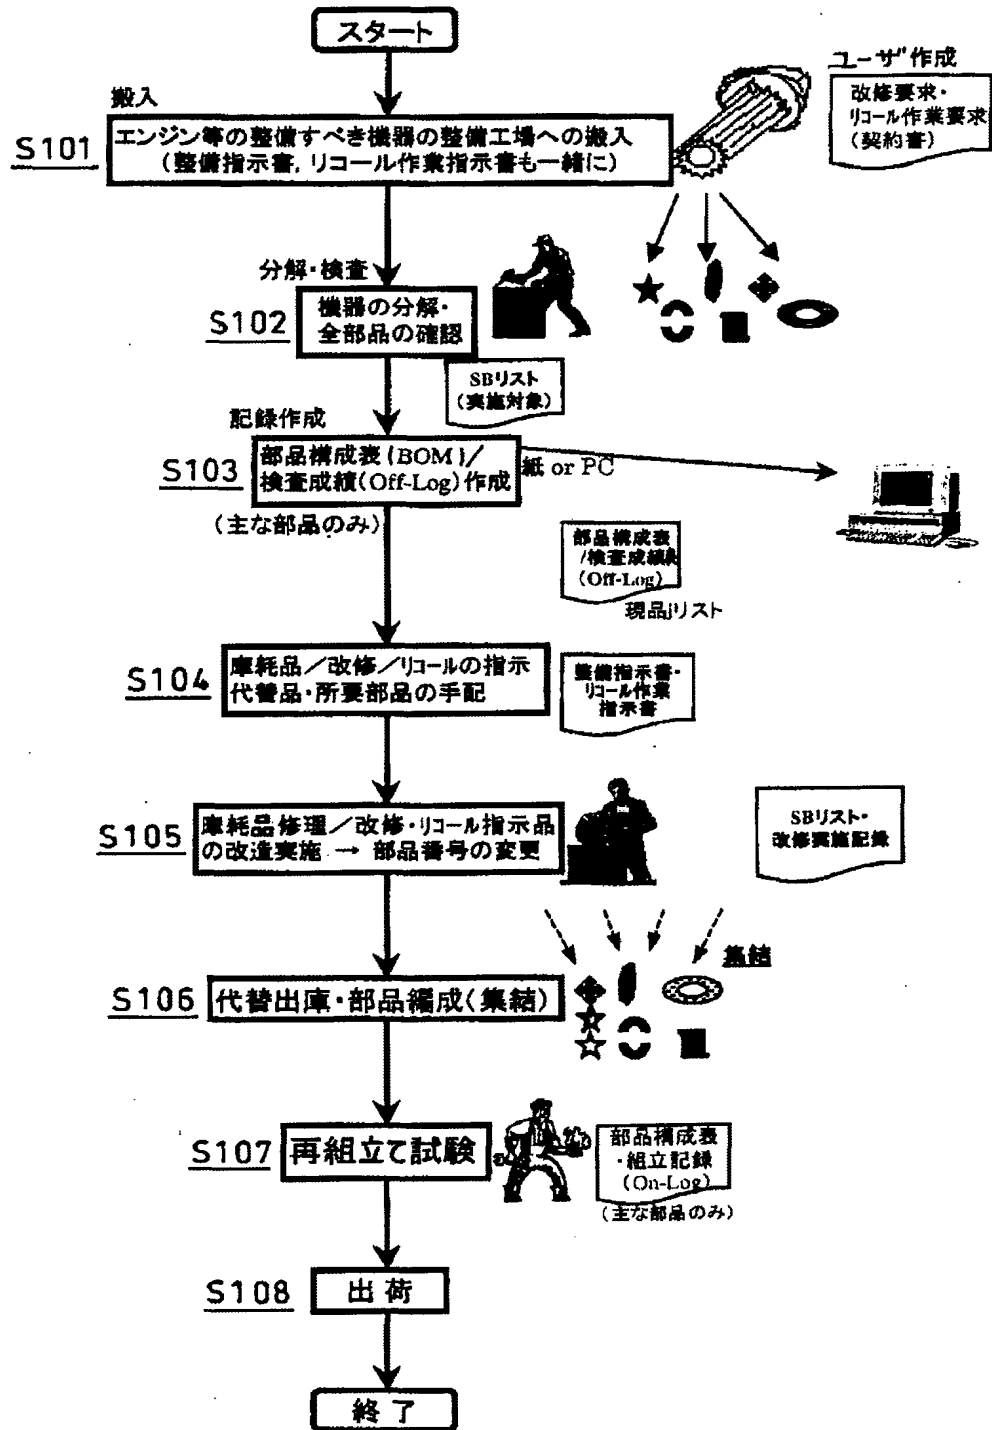 スタート
ユーザ作成
改修要求・
リコール作業要求
(契約書)
搬入
S101
エンジン等の整備すべき機器の整備工場への搬入
(整備指示書, リコール作業指示書も一緒に)
分解・検査
S102
機器の分解・
全部品の確認
SBリスト
(実施対象)
記録作成
S103
部品構成表(BOM)/
検査成績(Off-Log)作成
紙 or PC
(主な部品のみ)
部品構成表
/検査成績表
(Off-Log)
現品リスト
S104
摩耗品/改修/リコールの指示
代替品・所要部品の手配
整備指示書・
リコール作業
指示書
S105
摩耗品修理/改修・リコール指示品
の改造実施 → 部品番号の変更
SBリスト・
改修実施記録
集結
S106
代替出庫・部品編成(集結)
S107
再組立て試験
部品構成表
・組立記録
(On-Log)
(主な部品のみ)
S108
出荷
終了